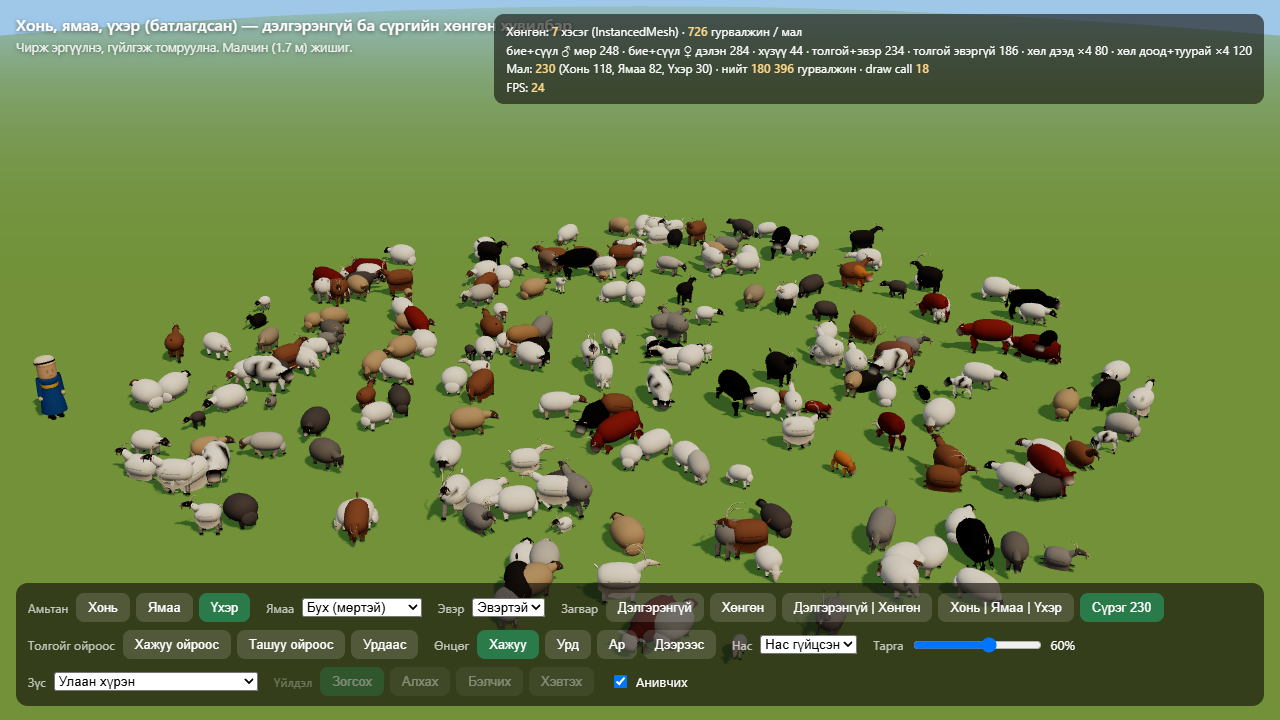 Хонь, ямаа, үхэр (батлагдсан) — дэлгэрэнгүй ба сүргийн хөнгөн хувилбар
Чирж эргүүлнэ, гүйлгэж томруулна. Малчин (1.7 м) жишиг.
Хөнгөн: 7 хэсэг (InstancedMesh) · 726 гурвалжин / мал
бие+сүүл ♂ мөр 248 · бие+сүүл ♀ дэлэн 284 · хүзүү 44 · толгой+эвэр 234 · толгой эвэргүй 186 · хөл дээд ×4 80 · хөл доод+туурай ×4 120
Мал: 230 (Хонь 118, Ямаа 82, Үхэр 30) · нийт 180 396 гурвалжин · draw call 18
FPS: 24
Амьтан Хонь Ямаа Үхэр Ямаа Бух (мөртэй) Эвэр Эвэртэй Загвар Дэлгэрэнгүй Хөнгөн Дэлгэрэнгүй | Хөнгөн Хонь | Ямаа | Үхэр Сүрэг 230
Толгойг ойроос Хажуу ойроос Ташуу ойроос Урдаас Өнцөг Хажуу Урд Ар Дээрээс Нас Нас гүйцсэн Тарга 60%
Зүс Улаан хүрэн Үйлдэл Зогсох Алхах Бэлчих Хэвтэх Анивчих